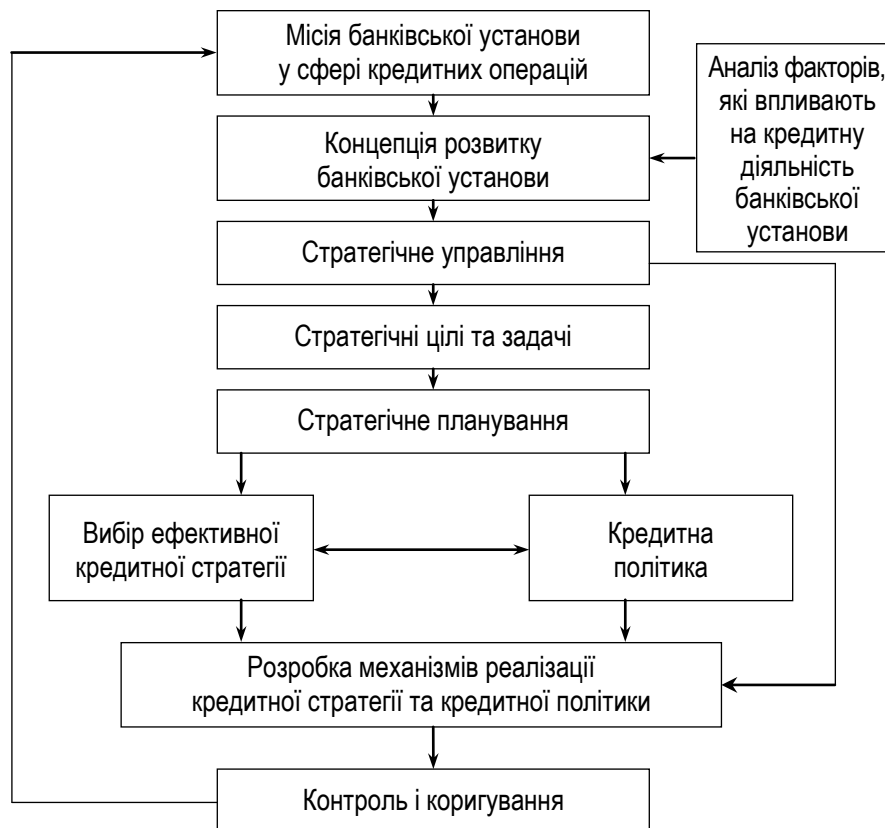 Місія банківської установи
у сфері кредитних операцій
Аналіз факторів,
які впливають
на кредитну
діяльність
банківської
установи
Концепція розвитку
банківської установи
Стратегічне управління
Стратегічні цілі та задачі
Стратегічне планування
Вибір ефективної
кредитної стратегії
Кредитна
політика
Розробка механізмів реалізації
кредитної стратегії та кредитної політики
Контроль і коригування